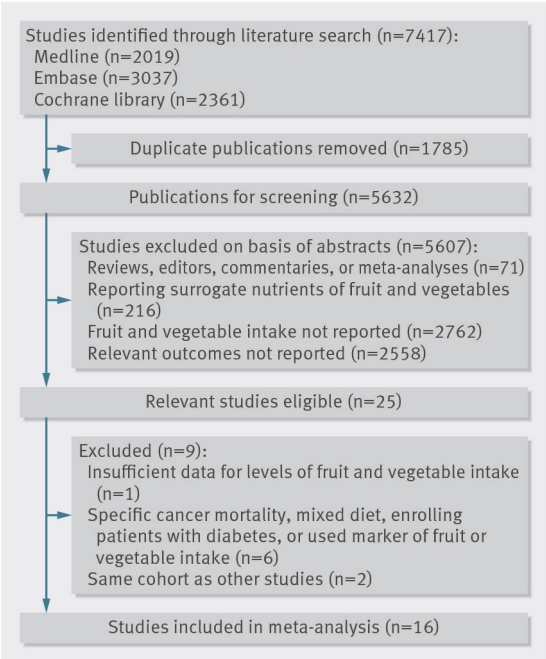 Studies identified through literature search (n=7417):
Medline (n=2019)
Embase (n=3037)
Cochrane library (n=2361)
Duplicate publications removed (n=1785)
Publications for screening (n=5632)
Studies excluded on basis of abstracts (n=5607):
Reviews, editors, commentaries, or meta-analyses (n=71)
Reporting surrogate nutrients of fruit and vegetables
(n=216)
Fruit and vegetable intake not reported (n=2762)
Relevant outcomes not reported (n=2558)
Relevant studies eligible (n=25)
Excluded (n=9):
Insufficient data for levels of fruit and vegetable intake
(n=1)
Specific cancer mortality, mixed diet, enrolling
patients with diabetes, or used marker of fruit or
vegetable intake (n=6)
Same cohort as other studies (n=2)
Studies included in meta-analysis (n=16)